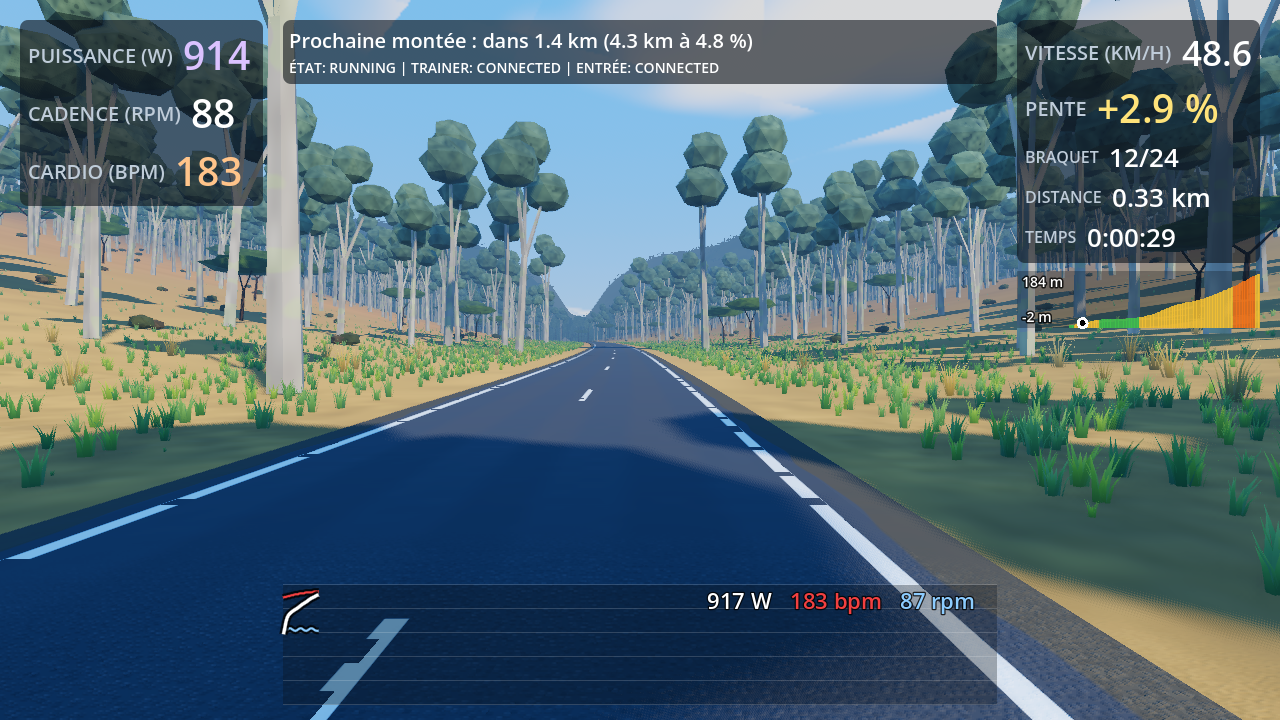 PUISSANCE (W) 914
CADENCE (RPM) 88
CARDIO (BPM) 183
Prochaine montée : dans 1.4 km (4.3 km à 4.8 %)
ÉTAT: RUNNING | TRAINER: CONNECTED | ENTRÉE: CONNECTED
VITESSE (KM/H) 48.6
PENTE +2.9 %
BRAQUET 12/24
DISTANCE 0.33 km
TEMPS 0:00:29
184 m
-2 m
917 W 183 bpm 87 rpm